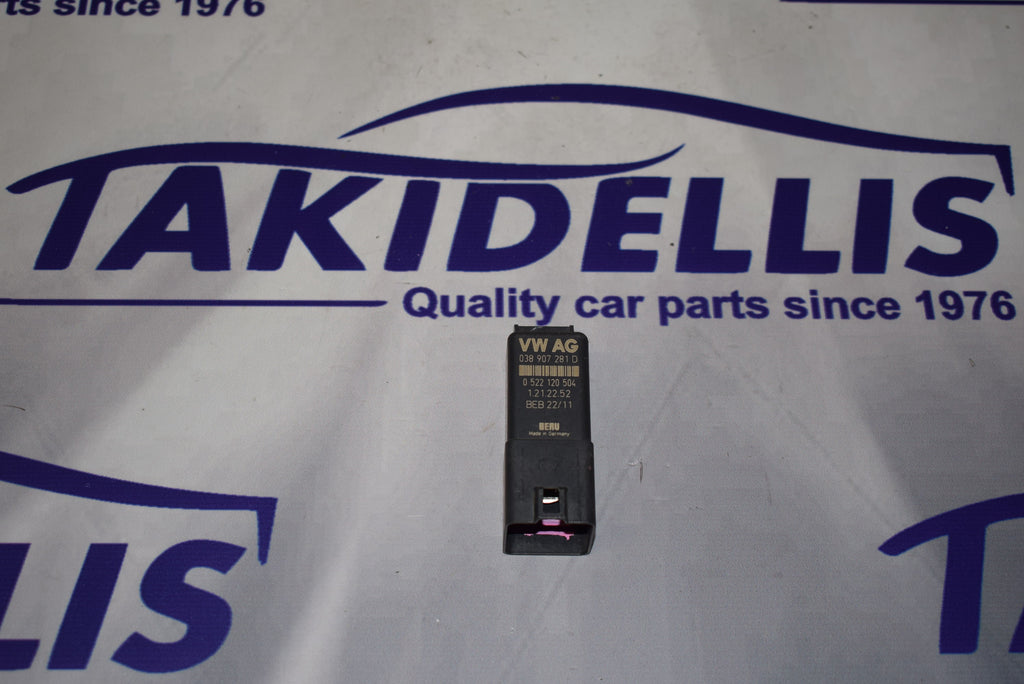 ts since 1976
TAKIDELLIS
Quality car parts since 1976
VW AG
038 907 281 D
0 522 120 504
1.21.22.52
BEB 22/11
BERU
Made in Germany
LIS